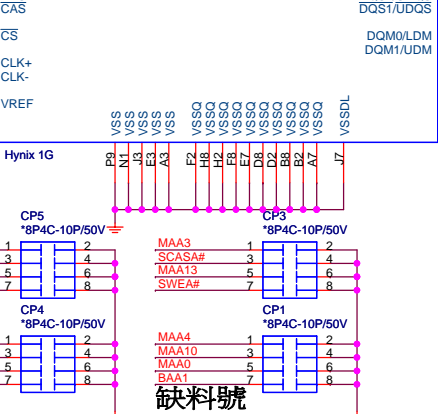 CAS
DQS1/UDQS
CS
DQM0/LDM
DQM1/UDM
CLK+
CLK-
VREF
VSS VSS VSS VSS VSS VSSQ VSSQ VSSQ VSSQ VSSQ VSSQ VSSQ VSSQ VSSQ VSSQ VSSDL
Hynix 1G
P9 N1 J3 E3 A3 F2 H8 H2 F8 E7 D8 D2 B8 B2 A7 J7
CP5
*8P4C-10P/50V
1 2
3 4
5 6
7 8
CP3
*8P4C-10P/50V
MAA3 1 2
SCASA# 3 4
MAA13 5 6
SWEA# 7 8
CP4
*8P4C-10P/50V
1 2
3 4
5 6
7 8
CP1
*8P4C-10P/50V
MAA4 1 2
MAA10 3 4
MAA0 5 6
BAA1 7 8
缺料號